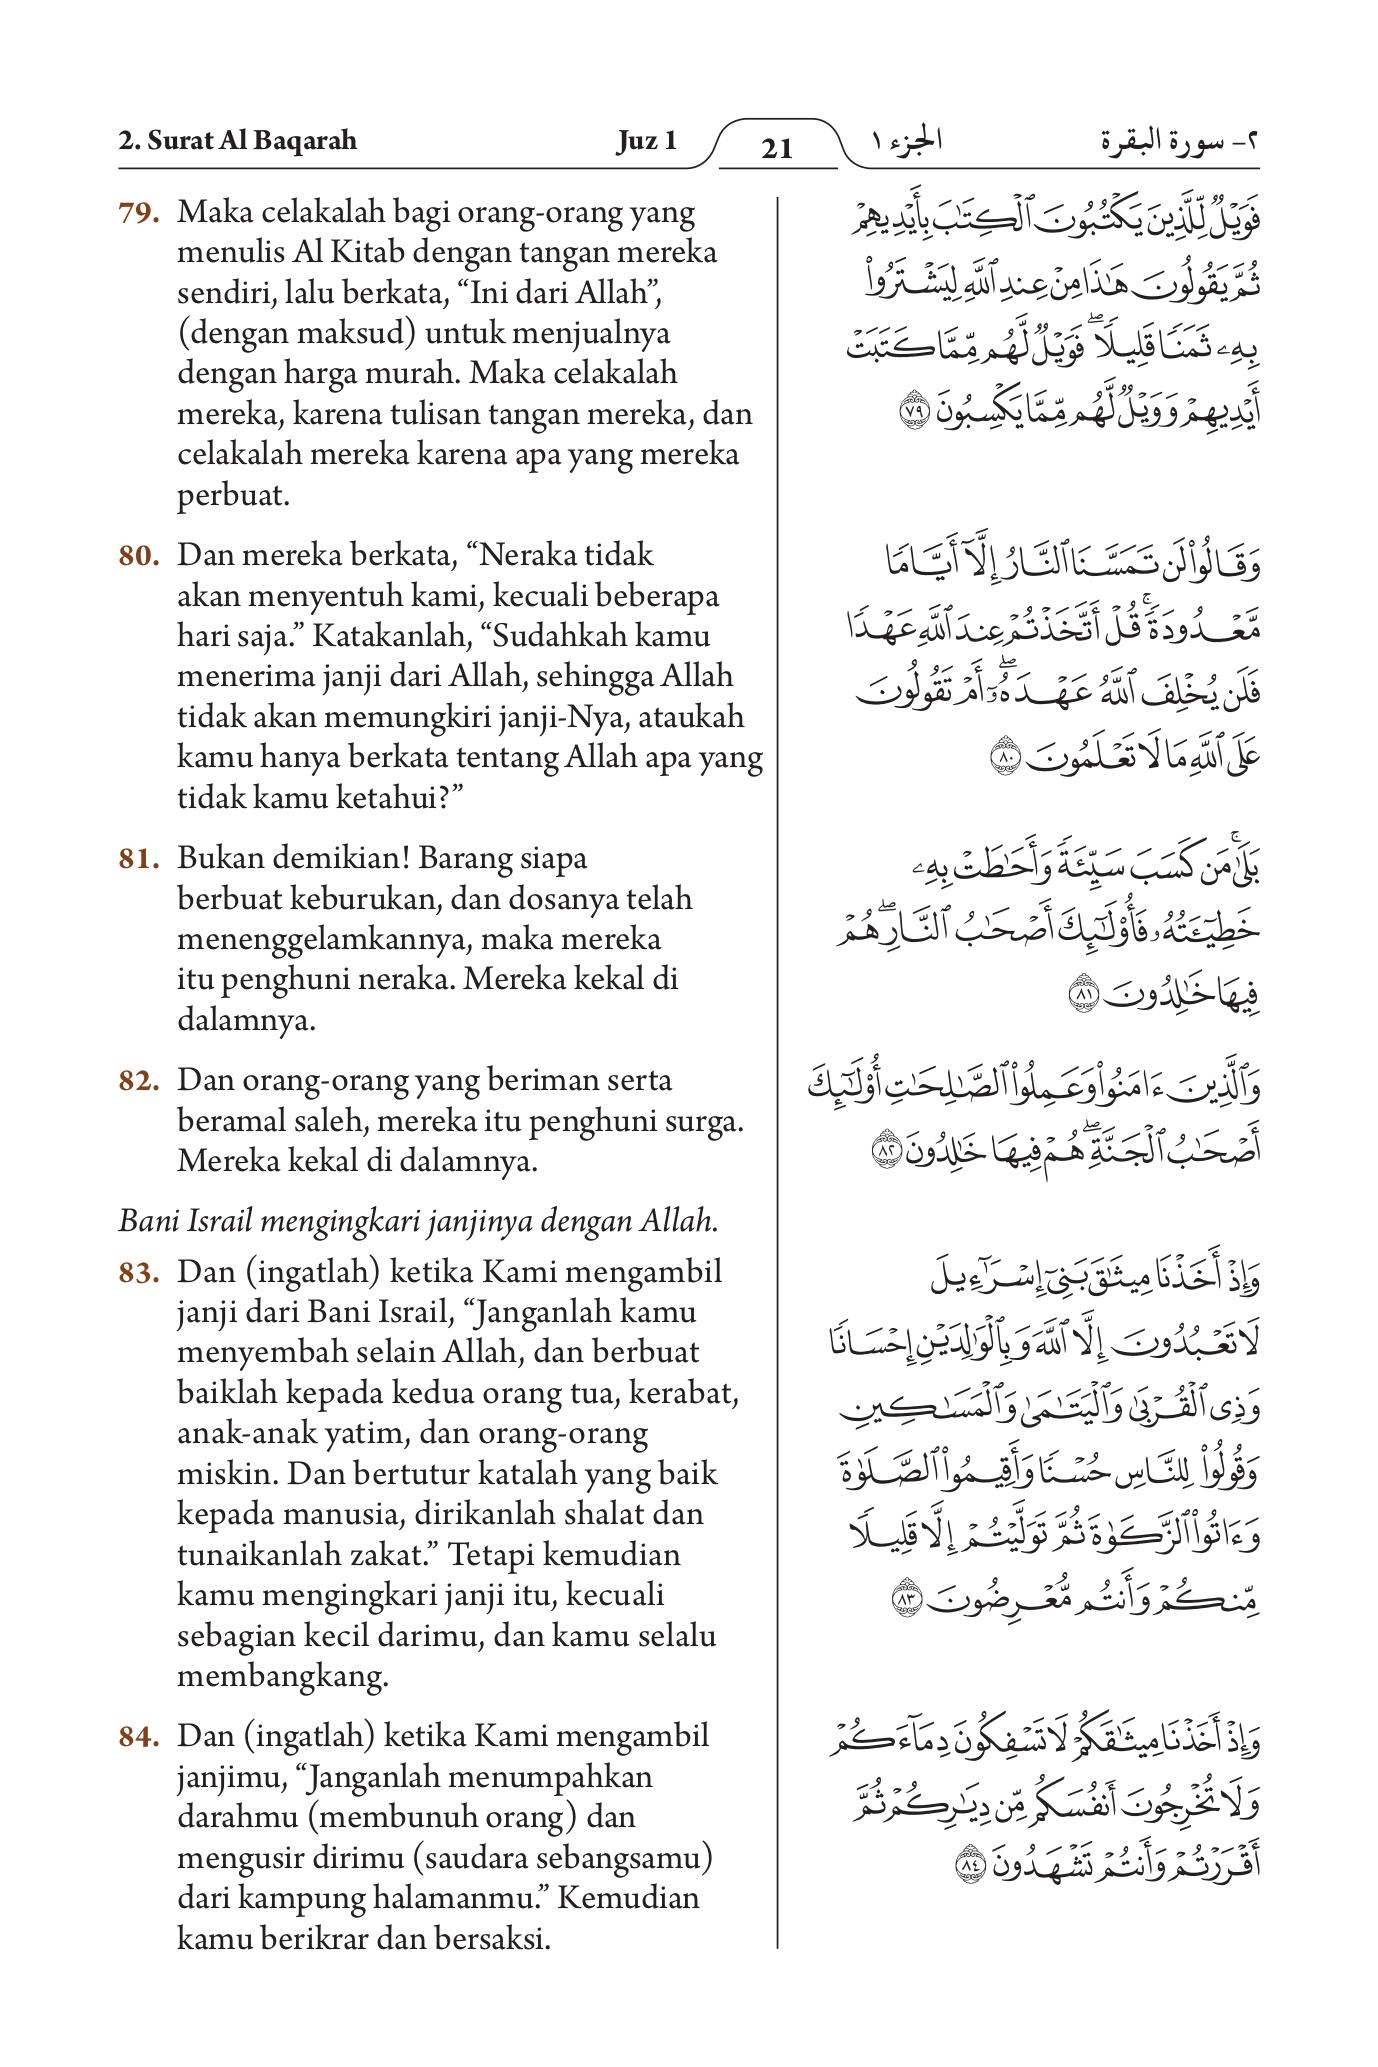 2. Surat Al Baqarah
Juz 1
21
الجزء ١
٢- سورة البقرة
79. Maka celakalah bagi orang-orang yang
menulis Al Kitab dengan tangan mereka
sendiri, lalu berkata, “Ini dari Allah”,
(dengan maksud) untuk menjualnya
dengan harga murah. Maka celakalah
mereka, karena tulisan tangan mereka, dan
celakalah mereka karena apa yang mereka
perbuat.
80. Dan mereka berkata, “Neraka tidak
akan menyentuh kami, kecuali beberapa
hari saja.” Katakanlah, “Sudahkah kamu
menerima janji dari Allah, sehingga Allah
tidak akan memungkiri janji-Nya, ataukah
kamu hanya berkata tentang Allah apa yang
tidak kamu ketahui?”
81. Bukan demikian! Barang siapa
berbuat keburukan, dan dosanya telah
menenggelamkannya, maka mereka
itu penghuni neraka. Mereka kekal di
dalamnya.
82. Dan orang-orang yang beriman serta
beramal saleh, mereka itu penghuni surga.
Mereka kekal di dalamnya.
Bani Israil mengingkari janjinya dengan Allah.
83. Dan (ingatlah) ketika Kami mengambil
janji dari Bani Israil, “Janganlah kamu
menyembah selain Allah, dan berbuat
baiklah kepada kedua orang tua, kerabat,
anak-anak yatim, dan orang-orang
miskin. Dan bertutur katalah yang baik
kepada manusia, dirikanlah shalat dan
tunaikanlah zakat.” Tetapi kemudian
kamu mengingkari janji itu, kecuali
sebagian kecil darimu, dan kamu selalu
membangkang.
84. Dan (ingatlah) ketika Kami mengambil
janjimu, “Janganlah menumpahkan
darahmu (membunuh orang) dan
mengusir dirimu (saudara sebangsamu)
dari kampung halamanmu.” Kemudian
kamu berikrar dan bersaksi.
فَوَيْلٌ لِّلَّذِينَ يَكْتُبُونَ ٱلْكِتَٰبَ بِأَيْدِيهِمْ
ثُمَّ يَقُولُونَ هَٰذَا مِنْ عِندِ ٱللَّهِ لِيَشْتَرُوا۟
بِهِۦ ثَمَنًا قَلِيلًا ۖ فَوَيْلٌ لَّهُم مِّمَّا كَتَبَتْ
أَيْدِيهِمْ وَوَيْلٌ لَّهُم مِّمَّا يَكْسِبُونَ ٧٩
وَقَالُوا۟ لَن تَمَسَّنَا ٱلنَّارُ إِلَّآ أَيَّامًا
مَّعْدُودَةً ۚ قُلْ أَتَّخَذْتُمْ عِندَ ٱللَّهِ عَهْدًا
فَلَن يُخْلِفَ ٱللَّهُ عَهْدَهُۥٓ ۖ أَمْ تَقُولُونَ
عَلَى ٱللَّهِ مَا لَا تَعْلَمُونَ ٨٠
بَلَىٰ ۚ مَن كَسَبَ سَيِّئَةً وَأَحَٰطَتْ بِهِۦ
خَطِيٓـَٔتُهُۥ فَأُو۟لَٰٓئِكَ أَصْحَٰبُ ٱلنَّارِ ۖ هُمْ
فِيهَا خَٰلِدُونَ ٨١
وَٱلَّذِينَ ءَامَنُوا۟ وَعَمِلُوا۟ ٱلصَّٰلِحَٰتِ أُو۟لَٰٓئِكَ
أَصْحَٰبُ ٱلْجَنَّةِ ۖ هُمْ فِيهَا خَٰلِدُونَ ٨٢
وَإِذْ أَخَذْنَا مِيثَٰقَ بَنِىٓ إِسْرَٰٓءِيلَ
لَا تَعْبُدُونَ إِلَّا ٱللَّهَ وَبِٱلْوَٰلِدَيْنِ إِحْسَانًا
وَذِى ٱلْقُرْبَىٰ وَٱلْيَتَٰمَىٰ وَٱلْمَسَٰكِينِ
وَقُولُوا۟ لِلنَّاسِ حُسْنًا وَأَقِيمُوا۟ ٱلصَّلَوٰةَ
وَءَاتُوا۟ ٱلزَّكَوٰةَ ثُمَّ تَوَلَّيْتُمْ إِلَّا قَلِيلًا
مِّنكُمْ وَأَنتُم مُّعْرِضُونَ ٨٣
وَإِذْ أَخَذْنَا مِيثَٰقَكُمْ لَا تَسْفِكُونَ دِمَآءَكُمْ
وَلَا تُخْرِجُونَ أَنفُسَكُم مِّن دِيَٰرِكُمْ ثُمَّ
أَقْرَرْتُمْ وَأَنتُمْ تَشْهَدُونَ ٨٤